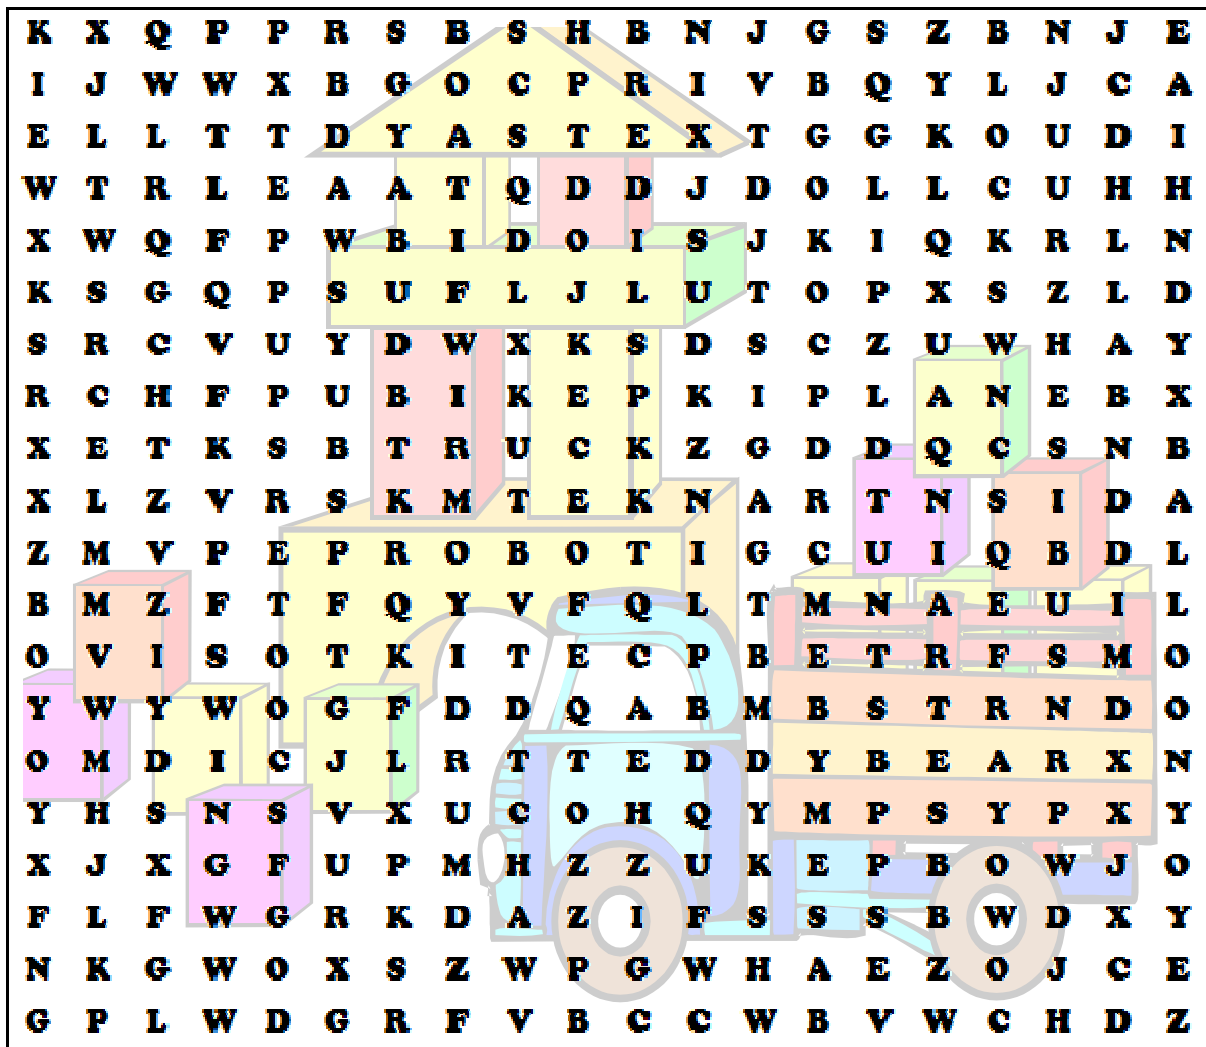 K X Q P P R S B S H B N J G S Z B N J E
I J W W X B G O C P R I V B Q Y L J C A
E L L T T D Y A S T E X T G G K O U D I
W T R L E A A T Q D D J D O L L C U H H
X W Q F P W B I D O I S J K I Q K R L N
K S G Q P S U F L J L U T O P X S Z L D
S R C V U Y D W X K S D S C Z U W H A Y
R C H F P U B I K E P K I P L A N E B X
X E T K S B T R U C K Z G D D Q C S N B
X L Z V R S K M T E K N A R T N S I D A
Z M V P E P R O B O T I G C U I Q B D L
B M Z F T F Q Y V F Q L T M N A E U I L
O V I S O T K I T E C P B E T R F S M O
Y W Y W O G F D D Q A B M B S T R N D O
O M D I C J L R T T E D D Y B E A R X N
Y H S N S V X U C O H Q Y M P S Y P X Y
X J X G F U P M H Z Z U K E P B O W J O
F L F W G R K D A Z I F S S S B W D X Y
N K G W O X S Z W P G W H A E Z O J C E
G P L W D G R F V B C C W B V W C H D Z